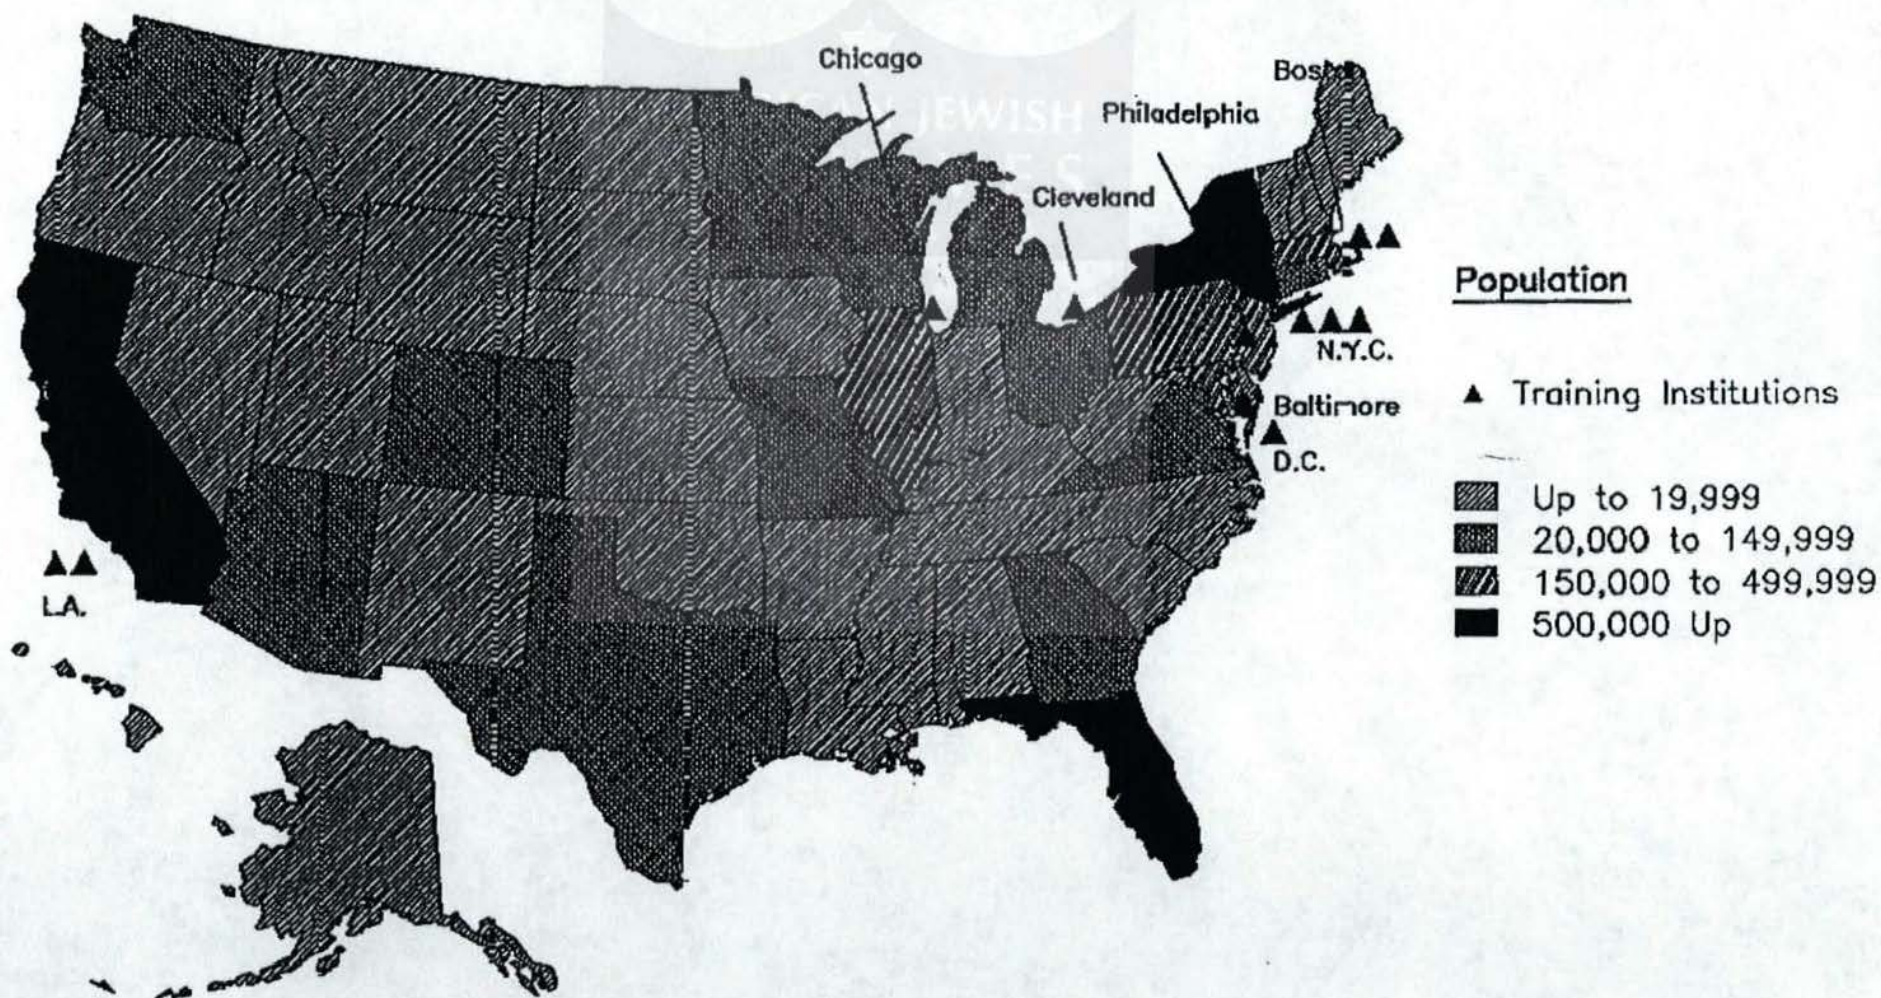 Chicago
Boston
Philadelphia
Cleveland
N.Y.C.
Baltimore
D.C.
L.A.
Population
▲ Training Institutions
Up to 19,999
20,000 to 149,999
150,000 to 499,999
500,000 Up
JEWISH